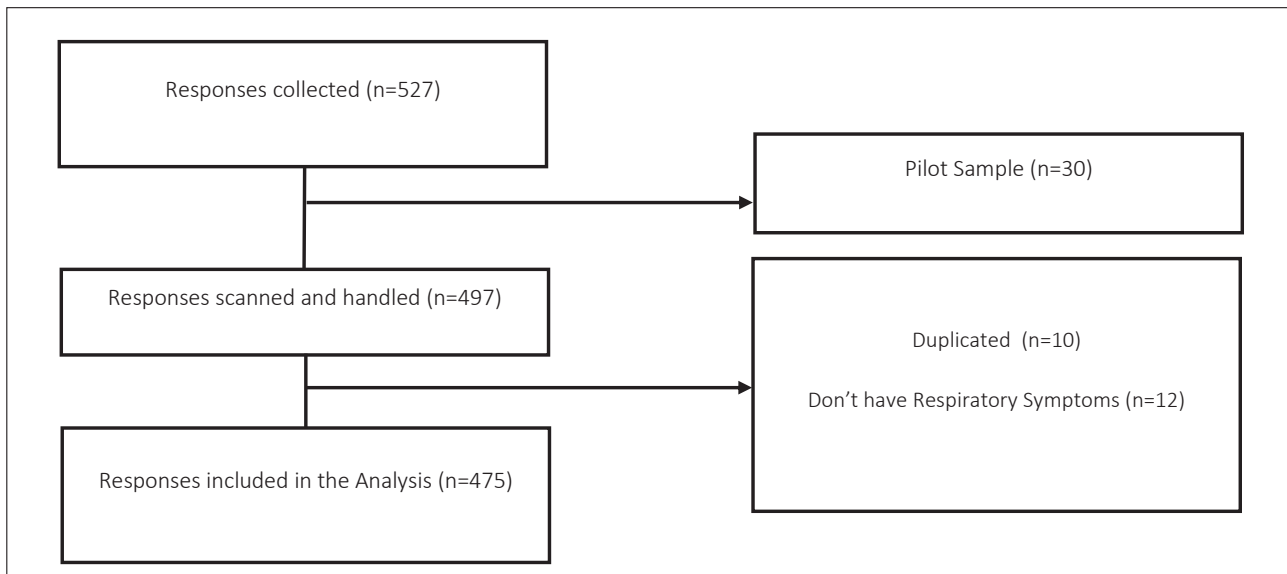 Responses collected (n=527)
Pilot Sample (n=30)
Responses scanned and handled (n=497)
Duplicated (n=10)
Don’t have Respiratory Symptoms (n=12)
Responses included in the Analysis (n=475)